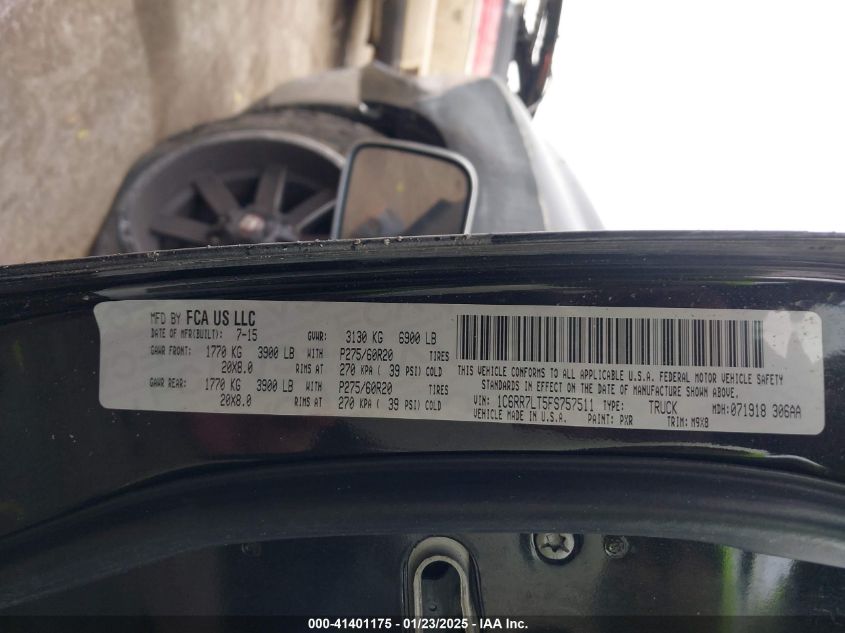 MFD BY FCA US LLC
DATE OF MFR(BUILT): 7-15 GVWR: 3130 KG 6900 LB
GAWR FRONT: 1770 KG 3900 LB WITH P275/60R20 TIRES
20X8.0 RIMS AT 270 KPA ( 39 PSI) COLD
GAWR REAR: 1770 KG 3900 LB WITH P275/60R20 TIRES
20X8.0 RIMS AT 270 KPA ( 39 PSI) COLD
THIS VEHICLE CONFORMS TO ALL APPLICABLE U.S.A. FEDERAL MOTOR VEHICLE SAFETY
STANDARDS IN EFFECT ON THE DATE OF MANUFACTURE SHOWN ABOVE.
VIN: 1C6RR7LT5FS757511 TYPE: TRUCK MDH: 071918 306AA
VEHICLE MADE IN U.S.A. PAINT: PXR TRIM: M9X8
000-41401175 - 01/23/2025 - IAA Inc.